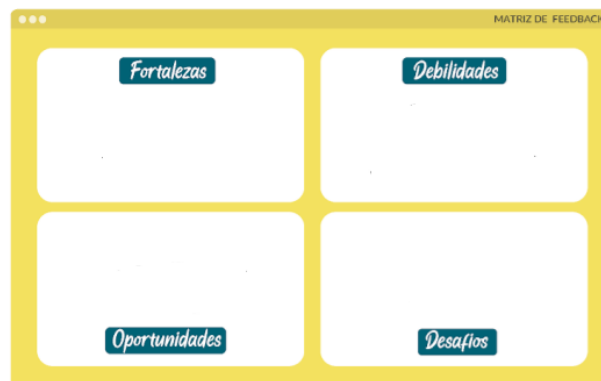 MATRIZ DE FEEDBACK
Fortalezas
Debilidades
Oportunidades
Desafios